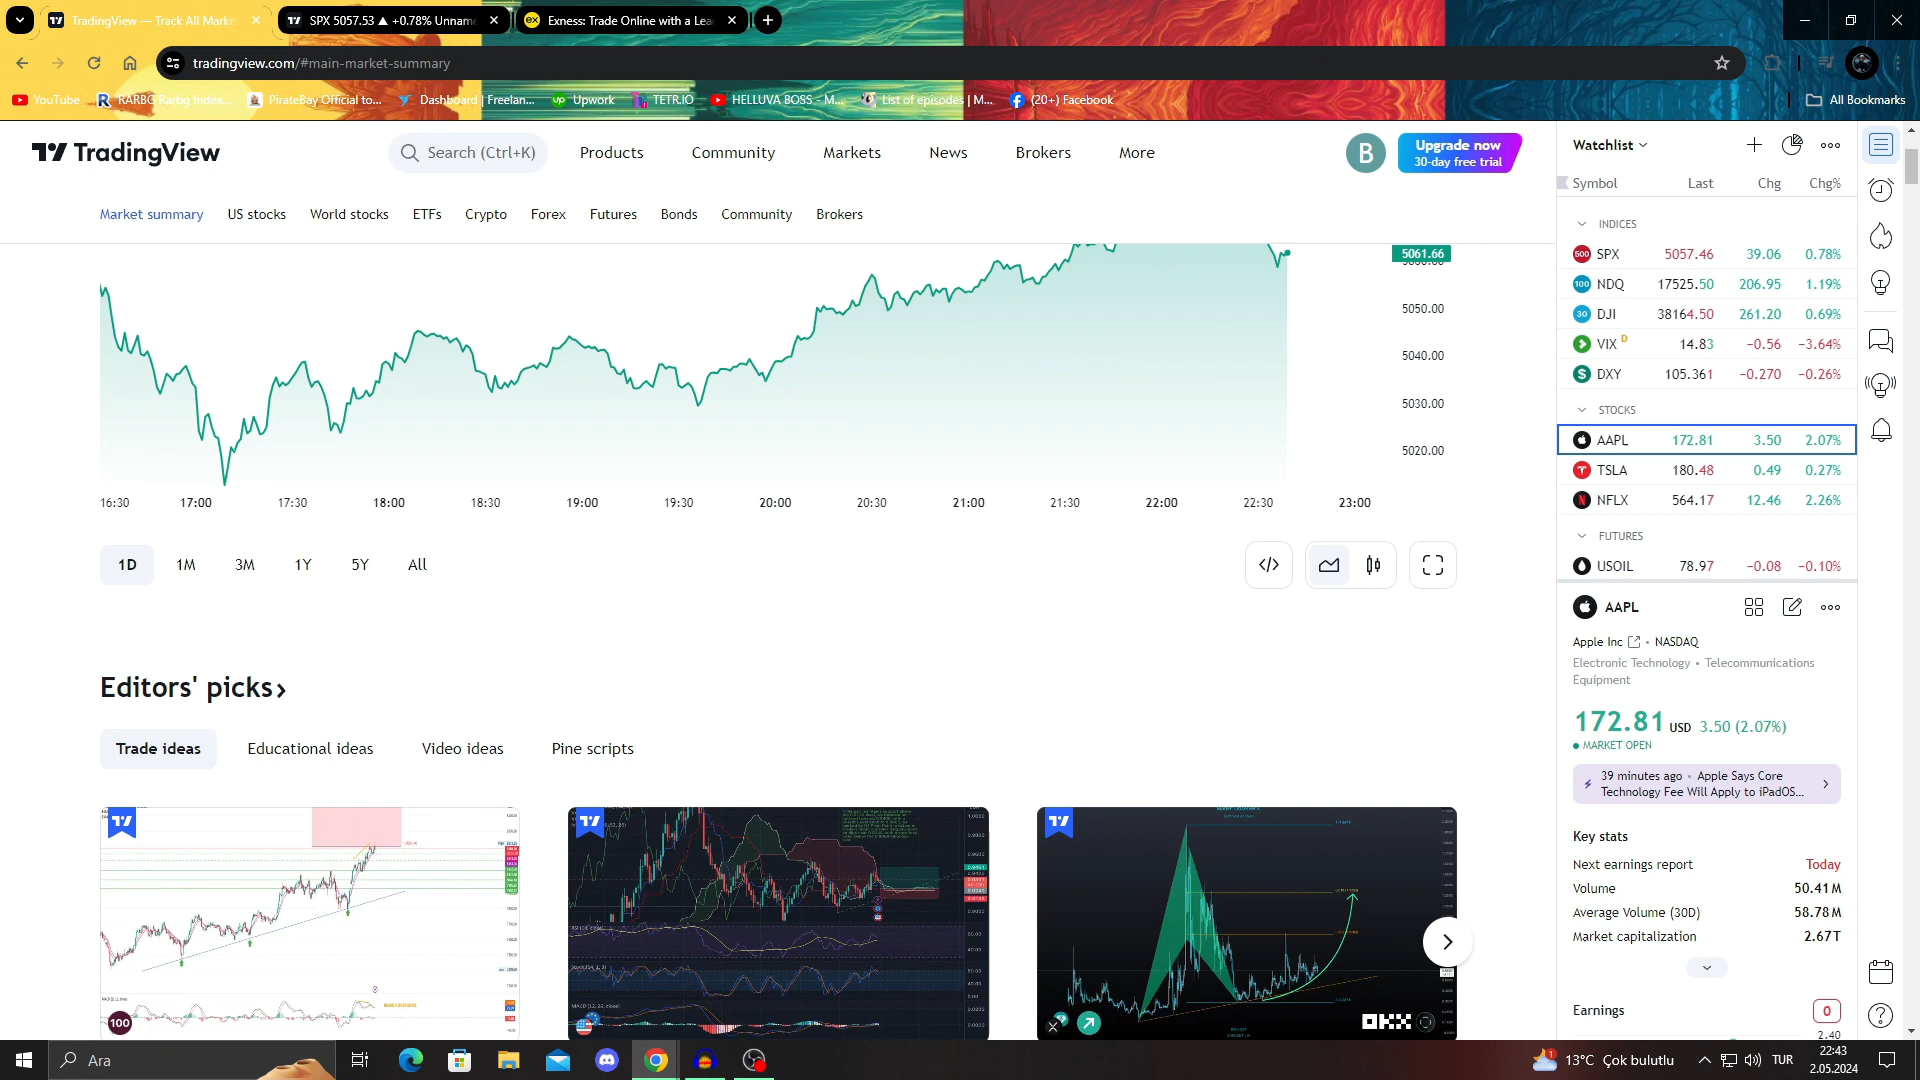 TradingView — Track All Marke
SPX 5057.53 ▲ +0.78% Unnam
Exness: Trade Online with a Lea
tradingview.com/#main-market-summary
YouTube
RARBG Rarbg Index...
PirateBay Official to...
Dashboard | Freelan...
Upwork
TETR.IO
HELLUVA BOSS - M...
List of episodes | M...
(20+) Facebook
All Bookmarks
TradingView
Search (Ctrl+K)
Products
Community
Markets
News
Brokers
More
B
Upgrade now
30-day free trial
Market summary
US stocks
World stocks
ETFs
Crypto
Forex
Futures
Bonds
Community
Brokers
5061.66
5050.00
5040.00
5030.00
5020.00
16:30 17:00 17:30 18:00 18:30 19:00 19:30 20:00 20:30 21:00 21:30 22:00 22:30 23:00
1D 1M 3M 1Y 5Y All
Editors' picks
Trade ideas
Educational ideas
Video ideas
Pine scripts
100
OKX
Watchlist
Symbol Last Chg Chg%
INDICES
500 SPX 5057.46 39.06 0.78%
100 NDQ 17525.50 206.95 1.19%
30 DJI 38164.50 261.20 0.69%
VIX D 14.83 −0.56 −3.64%
DXY 105.361 −0.270 −0.26%
STOCKS
AAPL 172.81 3.50 2.07%
TSLA 180.48 0.49 0.27%
NFLX 564.17 12.46 2.26%
FUTURES
USOIL 78.97 −0.08 −0.10%
AAPL
Apple Inc • NASDAQ
Electronic Technology • Telecommunications
Equipment
172.81 USD 3.50 (2.07%)
MARKET OPEN
39 minutes ago • Apple Says Core
Technology Fee Will Apply to iPadOS...
Key stats
Next earnings report Today
Volume 50.41M
Average Volume (30D) 58.78M
Market capitalization 2.67T
Earnings 0
2.40
Ara
1
13°C Çok bulutlu
TUR
22:43
2.05.2024